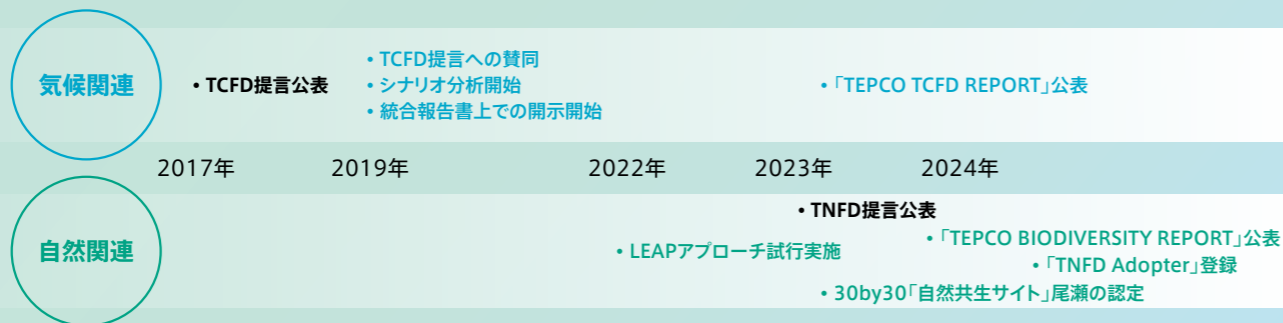 気候関連
• TCFD提言公表
• TCFD提言への賛同
• シナリオ分析開始
• 統合報告書上での開示開始
• 「TEPCO TCFD REPORT」公表
2017年 2019年 2022年 2023年 2024年
自然関連
• TNFD提言公表
• LEAPアプローチ試行実施
• 「TEPCO BIODIVERSITY REPORT」公表
• 「TNFD Adopter」登録
• 30by30「自然共生サイト」尾瀬の認定